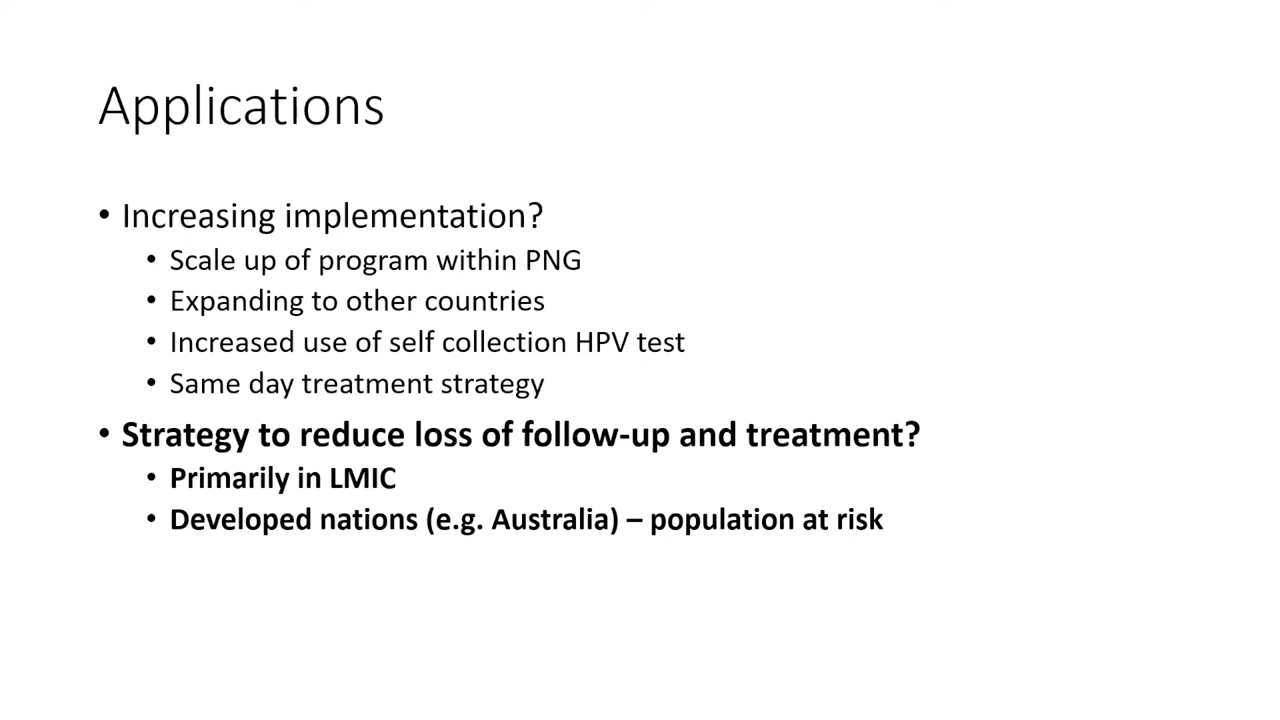 Applications
• Increasing implementation?
• Scale up of program within PNG
• Expanding to other countries
• Increased use of self collection HPV test
• Same day treatment strategy
• Strategy to reduce loss of follow-up and treatment?
• Primarily in LMIC
• Developed nations (e.g. Australia) – population at risk